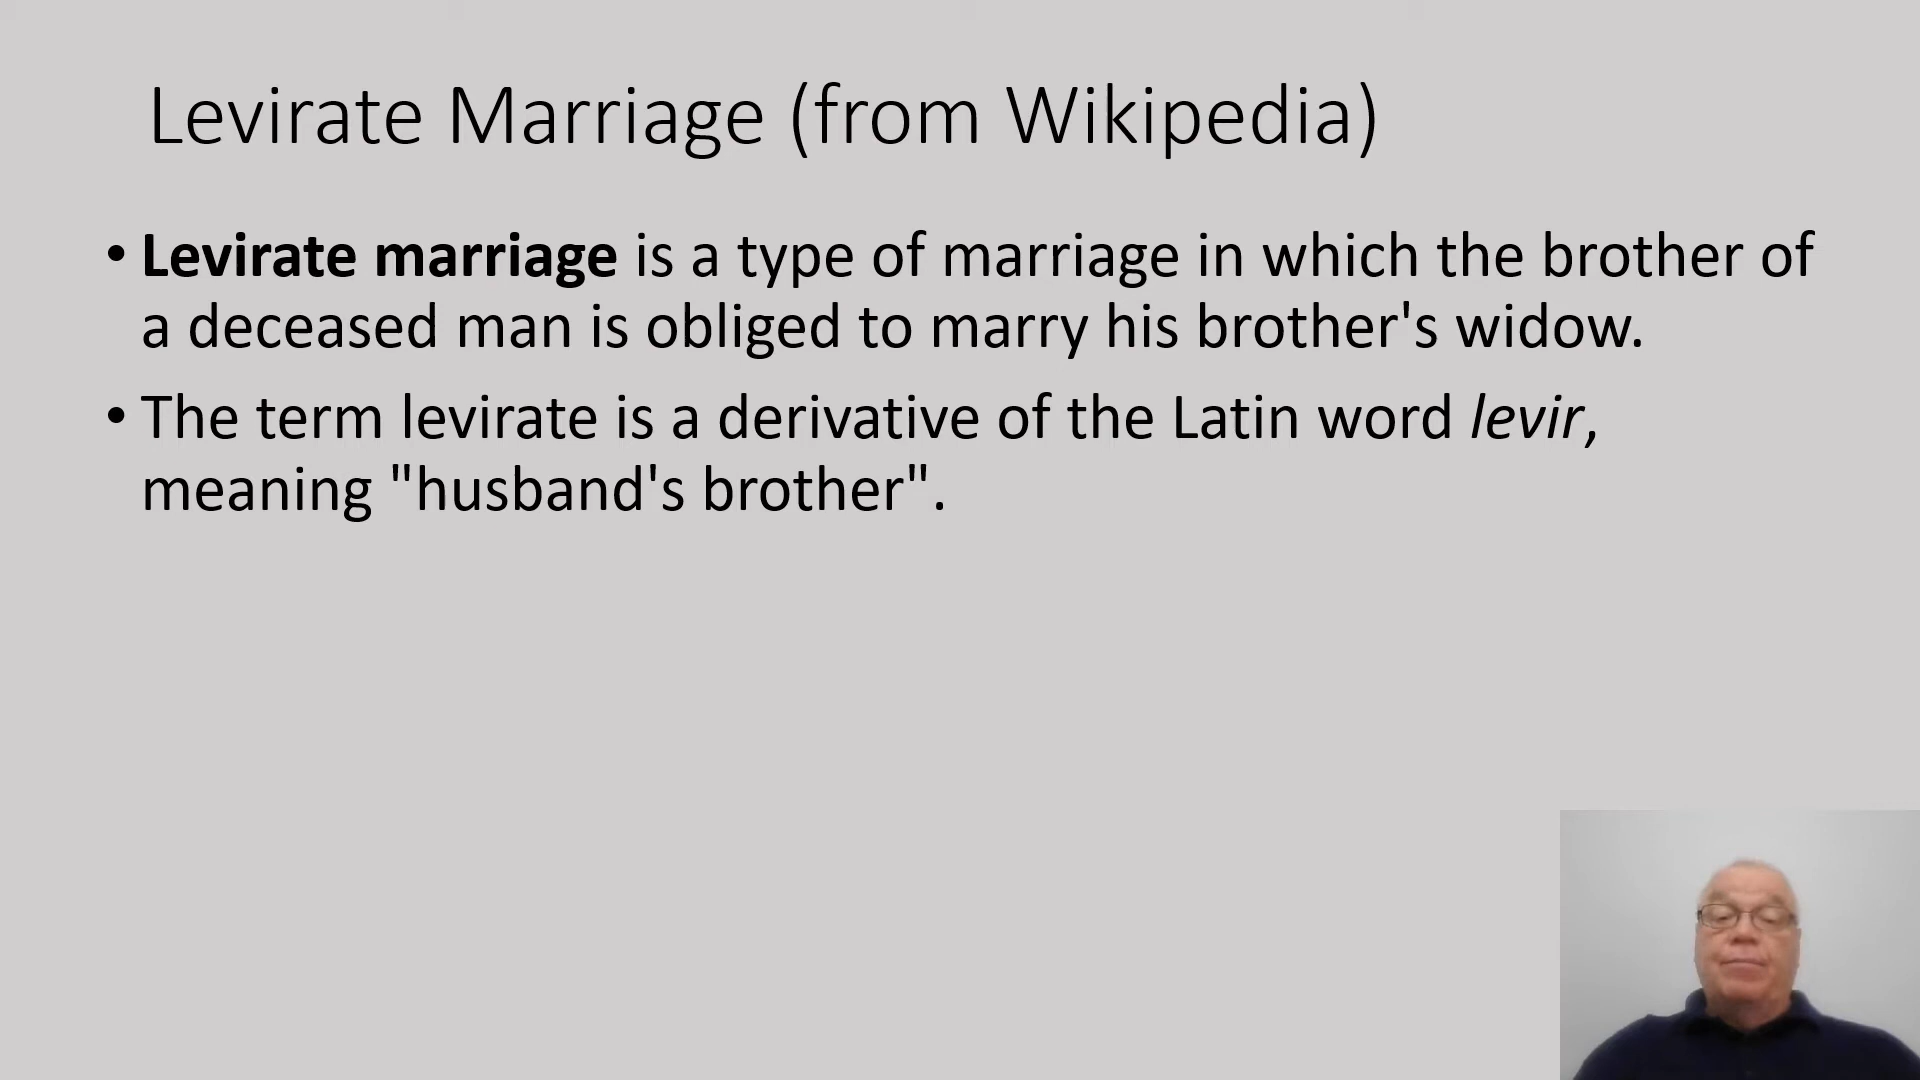 Levirate Marriage (from Wikipedia)
• Levirate marriage is a type of marriage in which the brother of
a deceased man is obliged to marry his brother's widow.
• The term levirate is a derivative of the Latin word levir,
meaning "husband's brother".